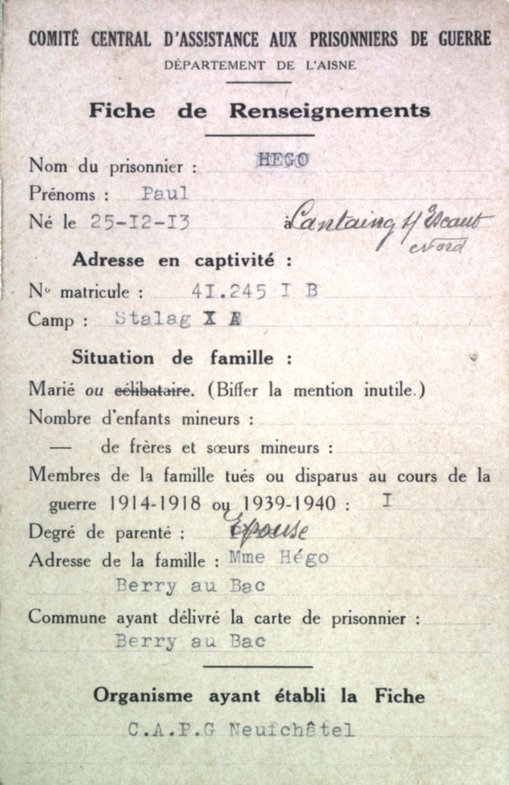 COMITÉ CENTRAL D'ASSISTANCE AUX PRISONNIERS DE GUERRE
DÉPARTEMENT DE L'AISNE
Fiche de Renseignements
Nom du prisonnier : HEGO
Prénoms : Paul
Né le 25-I2-I3 à Cantaing s/ Escaut
Nord
Adresse en captivité :
N° matricule : 4I.245 I B
Camp : Stalag X A
Situation de famille :
Marié ou célibataire. (Biffer la mention inutile.)
Nombre d'enfants mineurs :
— de frères et sœurs mineurs :
Membres de la famille tués ou disparus au cours de la
guerre 1914-1918 ou 1939-1940 : I
Degré de parenté : Epouse
Adresse de la famille : Mme Hégo
Berry au Bac
Commune ayant délivré la carte de prisonnier :
Berry au Bac
Organisme ayant établi la Fiche
C.A.P.G Neufchâtel